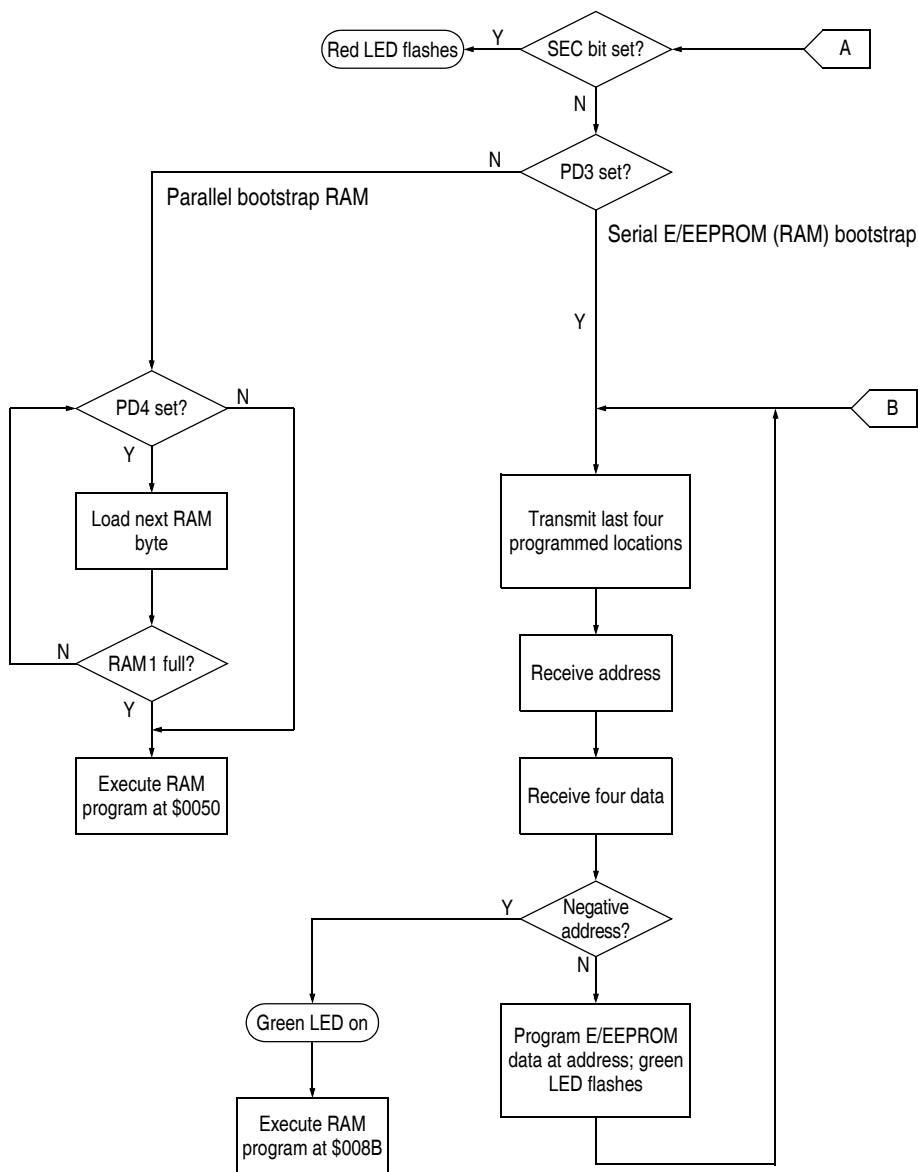 Red LED flashes
Y
SEC bit set?
A
N
N
PD3 set?
Parallel bootstrap RAM
Serial E/EEPROM (RAM) bootstrap
Y
PD4 set?
N
B
Y
Load next RAM
byte
Transmit last four
programmed locations
N
RAM1 full?
Receive address
Y
Execute RAM
program at $0050
Receive four data
Y
Negative
address?
N
Green LED on
Program E/EEPROM
data at address; green
LED flashes
Execute RAM
program at $008B